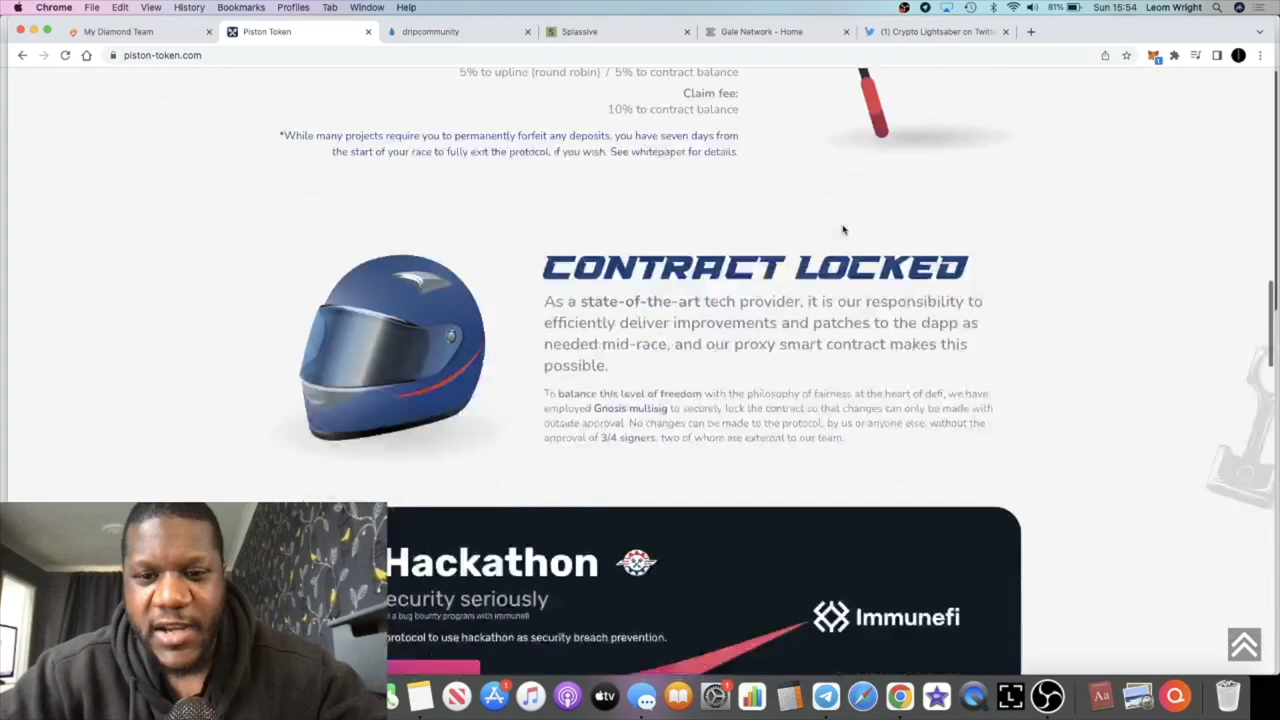 Chrome File Edit View History Bookmarks Profiles Tab Window Help 81% Sun 15:54 Leom Wright
My Diamond Team Piston Token dripcommunity Splassive Gale Network - Home (1) Crypto Lightsaber on Twitt
piston-token.com
5% to upline (round robin) / 5% to contract balance
Claim fee:
10% to contract balance
*While many projects require you to permanently forfeit any deposits, you have seven days from
the start of your race to fully exit the protocol, if you wish. See whitepaper for details.
CONTRACT LOCKED
As a state-of-the-art tech provider, it is our responsibility to
efficiently deliver improvements and patches to the dapp as
needed mid-race, and our proxy smart contract makes this
possible.
To balance this level of freedom with the philosophy of fairness at the heart of defi, we have
employed Gnosis multisig to securely lock the contract so that changes can only be made with
outside approval. No changes can be made to the protocol, by us or anyone else, without the
approval of 3/4 signers, two of whom are external to our team.
Hackathon
ecurity seriously
a bug bounty program with immunefi
protocol to use hackathon as security breach prevention.
Immunefi
tv
Aa